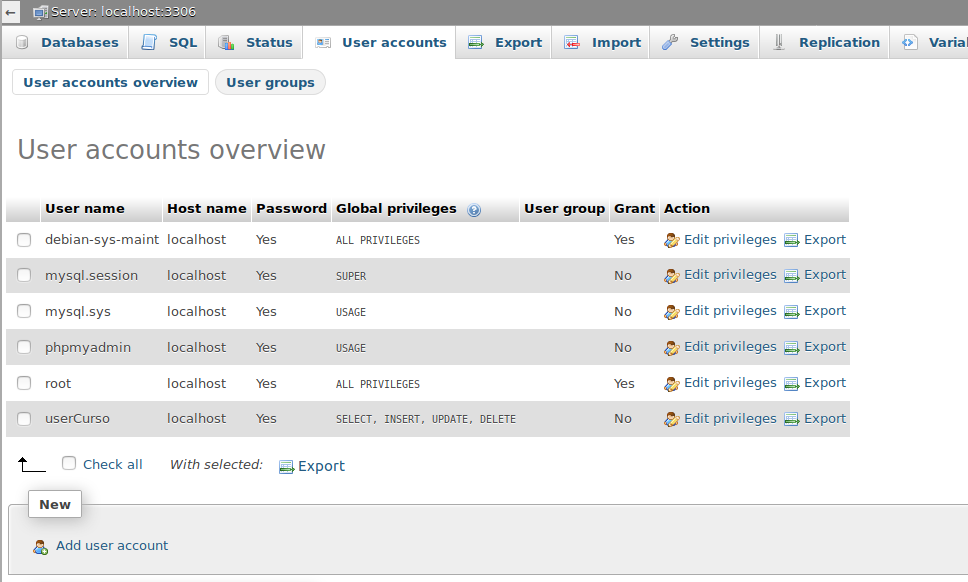 Server: localhost:3306
Databases SQL Status User accounts Export Import Settings Replication
User accounts overview User groups
User accounts overview
User name Host name Password Global privileges User group Grant Action
debian-sys-maint localhost Yes ALL PRIVILEGES Yes Edit privileges Export
mysql.session localhost Yes SUPER No Edit privileges Export
mysql.sys localhost Yes USAGE No Edit privileges Export
phpmyadmin localhost Yes USAGE No Edit privileges Export
root localhost Yes ALL PRIVILEGES Yes Edit privileges Export
userCurso localhost Yes SELECT, INSERT, UPDATE, DELETE No Edit privileges Export
Check all With selected: Export
New
Add user account